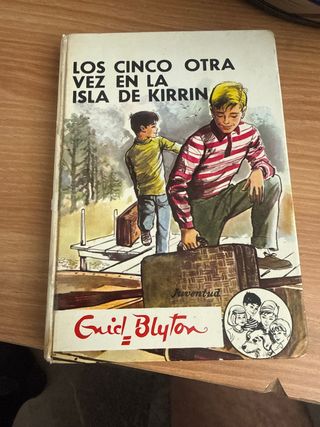 LOS CINCO OTRA
VEZ EN LA
ISLA DE KIRRIN
Juventud
Enid Blyton